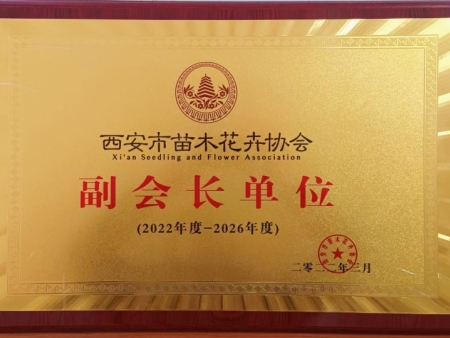 西安市苗木花卉协会
Xi'an Seedling and Flower Association
副会长单位
(2022年度-2026年度)
二零二二年三月